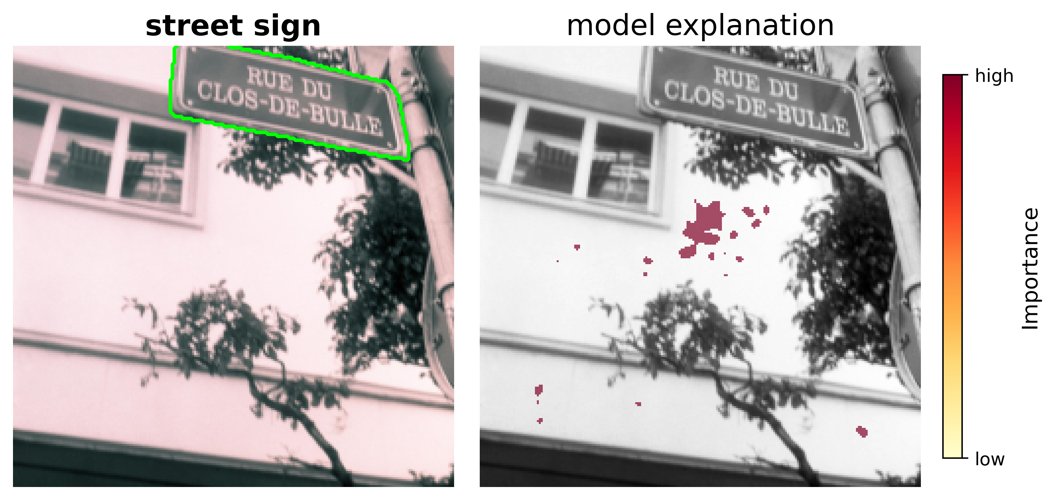 street sign
model explanation
RUE DU
CLOS-DE-BULLE
RUE DU
CLOS-DE-BULLE
high
Importance
low